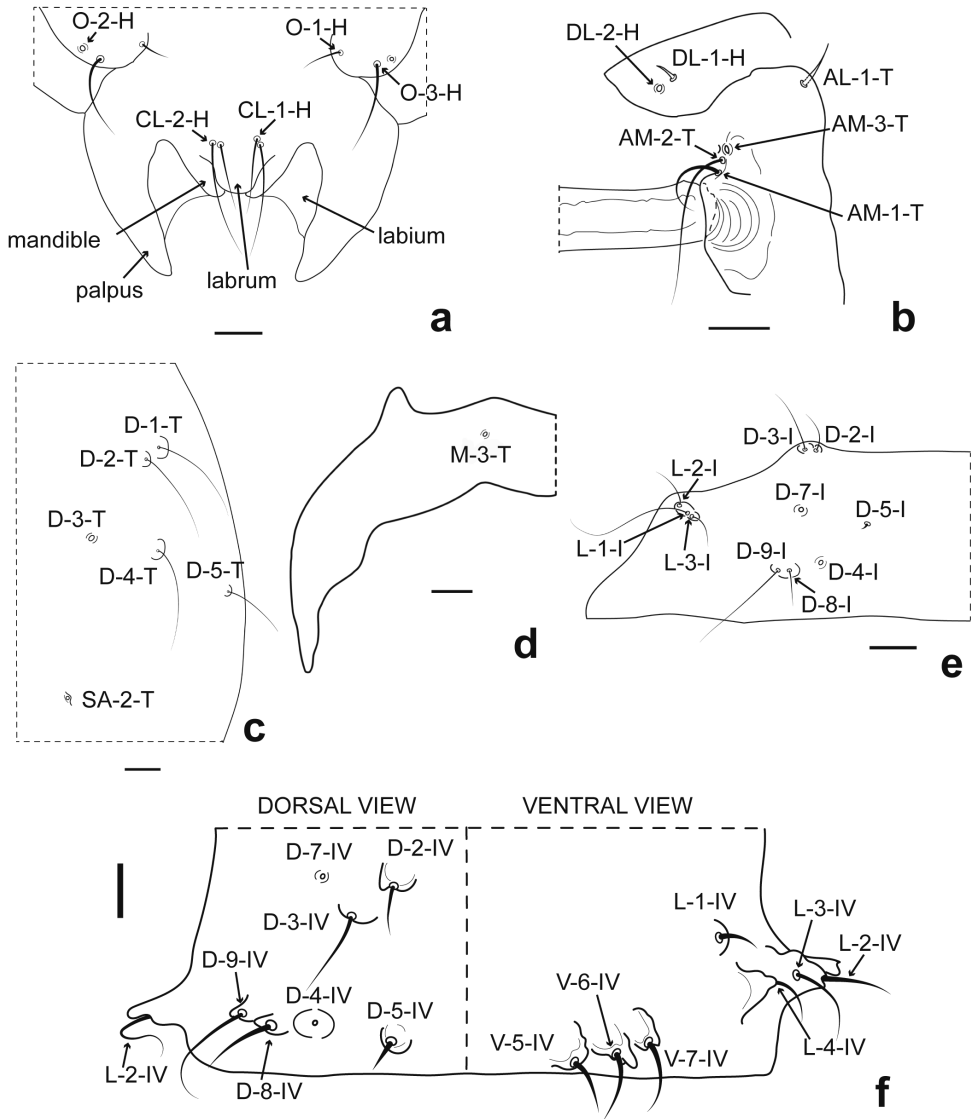 O-2-H
O-1-H
O-3-H
CL-2-H
CL-1-H
mandible
palpus
labrum
labium
a
DL-2-H
DL-1-H
AL-1-T
AM-2-T
AM-3-T
AM-1-T
b
D-1-T
D-2-T
D-3-T
D-4-T
D-5-T
SA-2-T
c
M-3-T
d
D-3-I
D-2-I
L-2-I
D-7-I
D-5-I
L-1-I
L-3-I
D-9-I
D-4-I
D-8-I
e
DORSAL VIEW
VENTRAL VIEW
D-7-IV
D-2-IV
D-3-IV
D-9-IV
D-4-IV
D-5-IV
L-2-IV
D-8-IV
L-1-IV
L-3-IV
L-2-IV
V-6-IV
V-5-IV
V-7-IV
L-4-IV
f